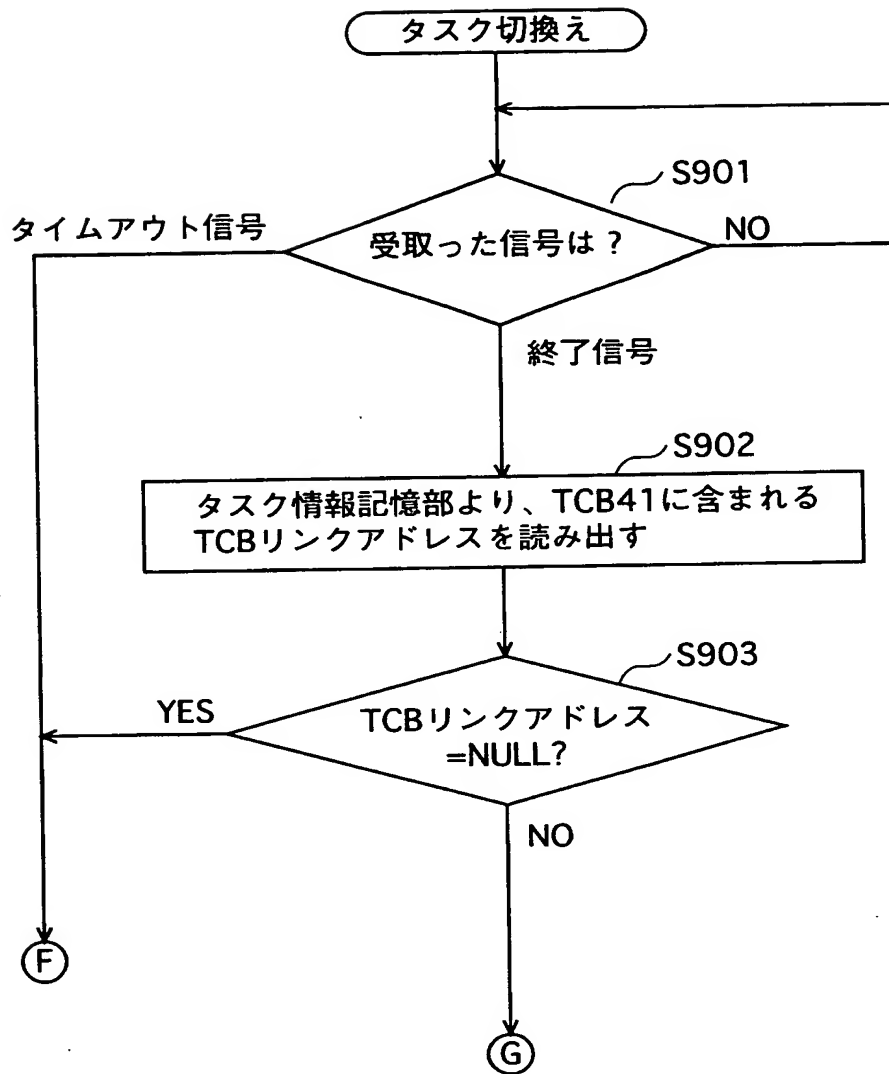 タスク切換え
S901
タイムアウト信号
受取った信号は?
NO
終了信号
S902
タスク情報記憶部より、TCB41に含まれる
TCBリンクアドレスを読み出す
S903
YES
TCBリンクアドレス
=NULL?
NO
F
G